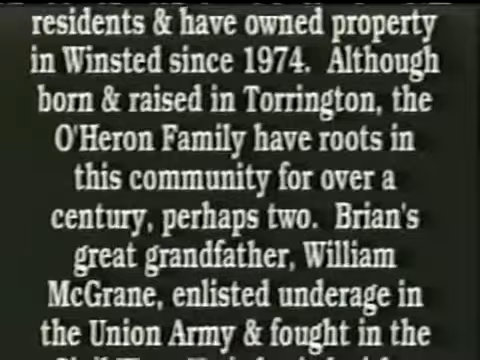 residents & have owned property
in Winsted since 1974.  Although
born & raised in Torrington, the
O'Heron Family have roots in
this community for over a
century, perhaps two.  Brian's
great grandfather, William
McGrane, enlisted underage in
the Union Army & fought in the